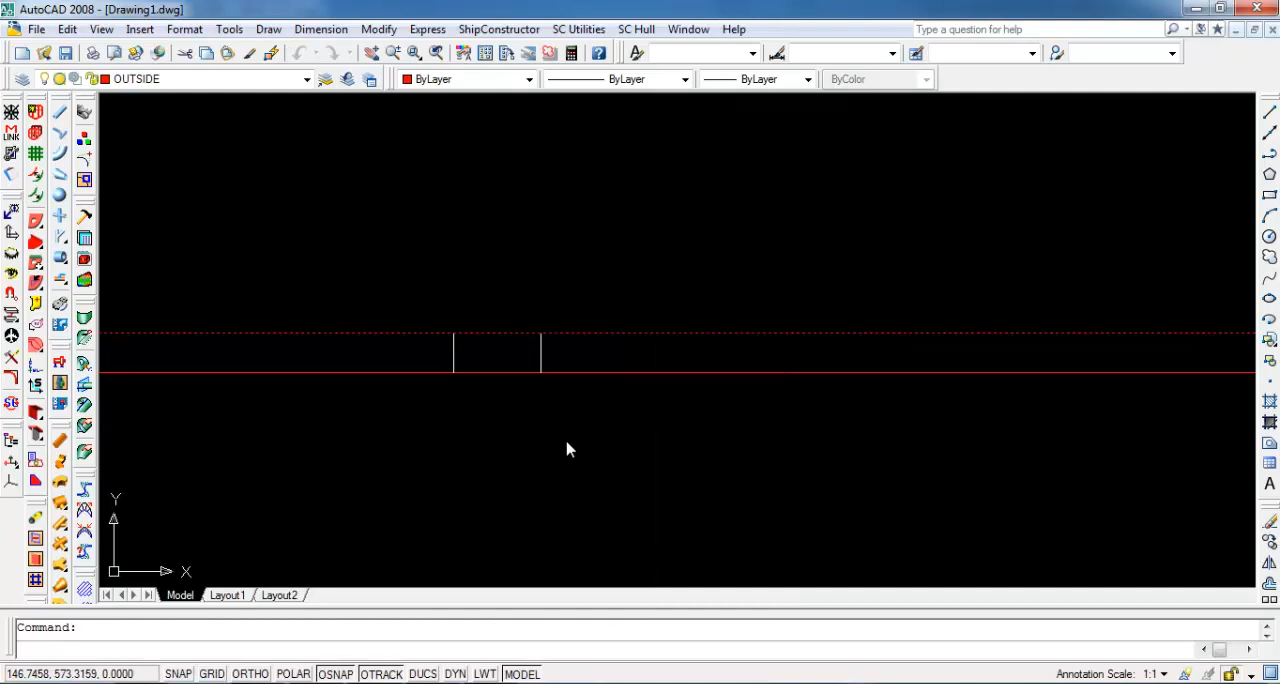 AutoCAD 2008 - [Drawing1.dwg]
File Edit View Insert Format Tools Draw Dimension Modify Express ShipConstructor SC Utilities SC Hull Window Help Type a question for help
OUTSIDE ByLayer ByLayer ByLayer ByColor
M
LINK
SC
Y
X
Model Layout1 Layout2
Command:
146.7458, 573.3159, 0.0000 SNAP GRID ORTHO POLAR OSNAP OTRACK DUCS DYN LWT MODEL Annotation Scale: 1:1